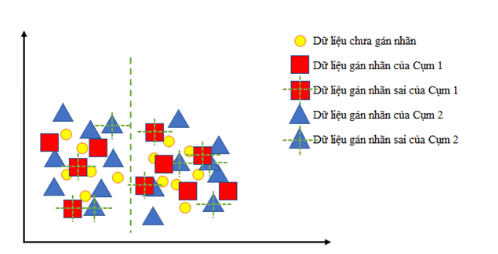 Dữ liệu chưa gán nhãn
Dữ liệu gán nhãn của Cụm 1
Dữ liệu gán nhãn sai của Cụm 1
Dữ liệu gán nhãn của Cụm 2
Dữ liệu gán nhãn sai của Cụm 2